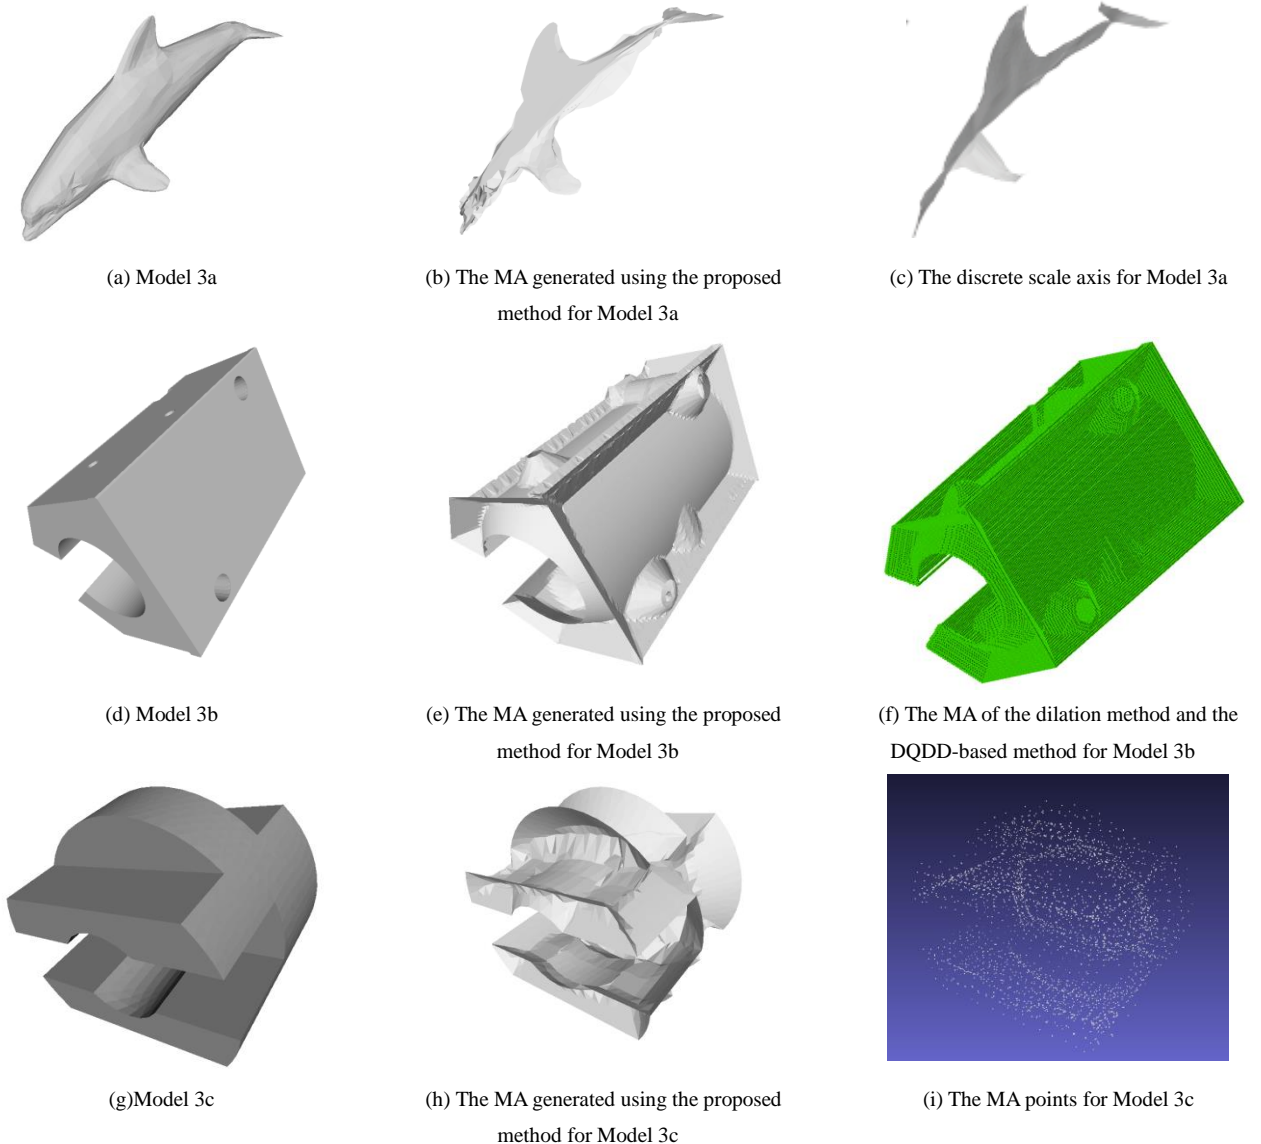 (a) Model 3a
(b) The MA generated using the proposed
method for Model 3a
(c) The discrete scale axis for Model 3a
(d) Model 3b
(e) The MA generated using the proposed
method for Model 3b
(f) The MA of the dilation method and the
DQDD-based method for Model 3b
(g)Model 3c
(h) The MA generated using the proposed
method for Model 3c
(i) The MA points for Model 3c